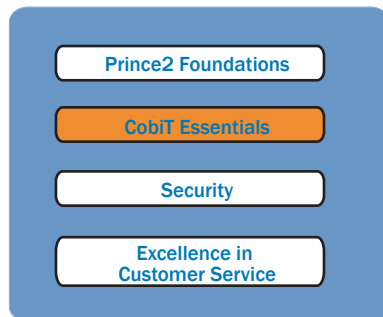 Prince2 Foundations
CobiT Essentials
Security
Excellence in
Customer Service